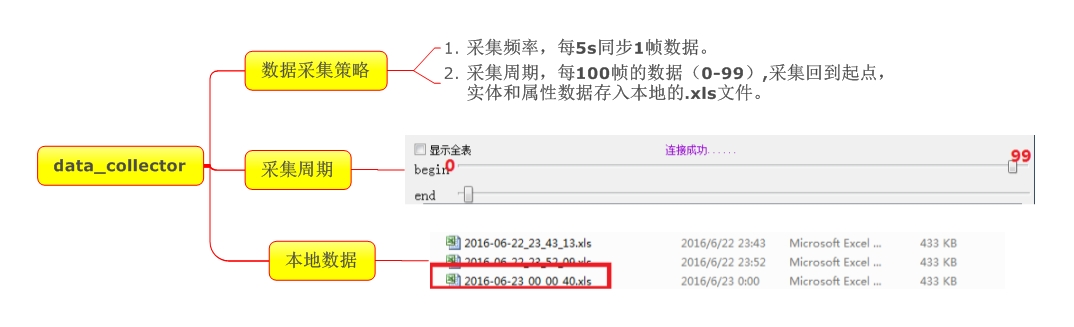 data_collector
数据采集策略
1. 采集频率，每5s同步1帧数据。
2. 采集周期，每100帧的数据（0-99）,采集回到起点，
实体和属性数据存入本地的.xls文件。
采集周期
显示全表 连接成功......
begin 0 99
end
本地数据
2016-06-22_23_43_13.xls 2016/6/22 23:43 Microsoft Excel ... 433 KB
2016-06-22_23_52_09.xls 2016/6/22 23:52 Microsoft Excel ... 433 KB
2016-06-23_00_00_40.xls 2016/6/23 0:00 Microsoft Excel ... 433 KB